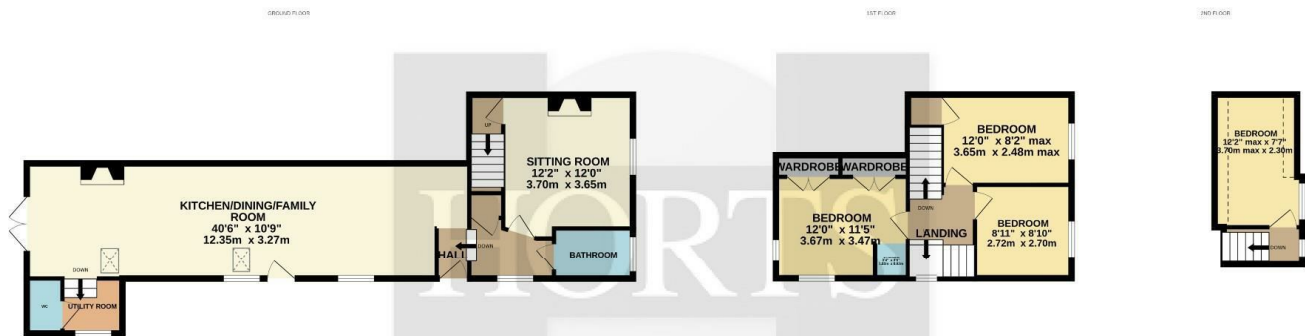 GROUND FLOOR
1ST FLOOR
2ND FLOOR
UP
SITTING ROOM
12'2" x 12'0"
3.70m x 3.65m
KITCHEN/DINING/FAMILY
ROOM
40'6" x 10'9"
12.35m x 3.27m
DOWN
HALL
BATHROOM
DOWN
WC
UTILITY ROOM
BEDROOM
12'0" x 8'2" max
3.65m x 2.48m max
WARDROBE
WARDROBE
DOWN
BEDROOM
12'0" x 11'5"
3.67m x 3.47m
LANDING
BEDROOM
8'11" x 8'10"
2.72m x 2.70m
BEDROOM
12'2" max x 7'7"
3.70m max x 2.30m
DOWN
HORTS